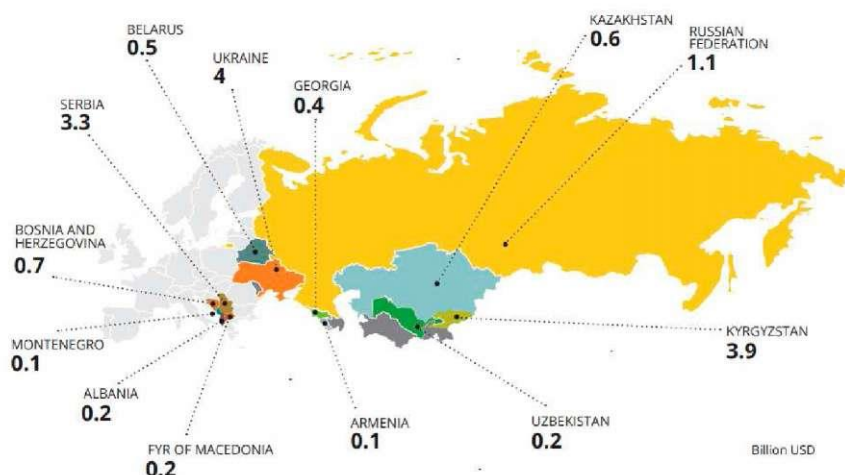 BELARUS
0.5
UKRAINE
4
KAZAKHSTAN
0.6
RUSSIAN
FEDERATION
1.1
GEORGIA
0.4
SERBIA
3.3
BOSNIA AND
HERZEGOVINA
0.7
MONTENEGRO
0.1
KYRGYZSTAN
3.9
ALBANIA
0.2
ARMENIA
0.1
UZBEKISTAN
0.2
FYR OF MACEDONIA
0.2
Billion USD